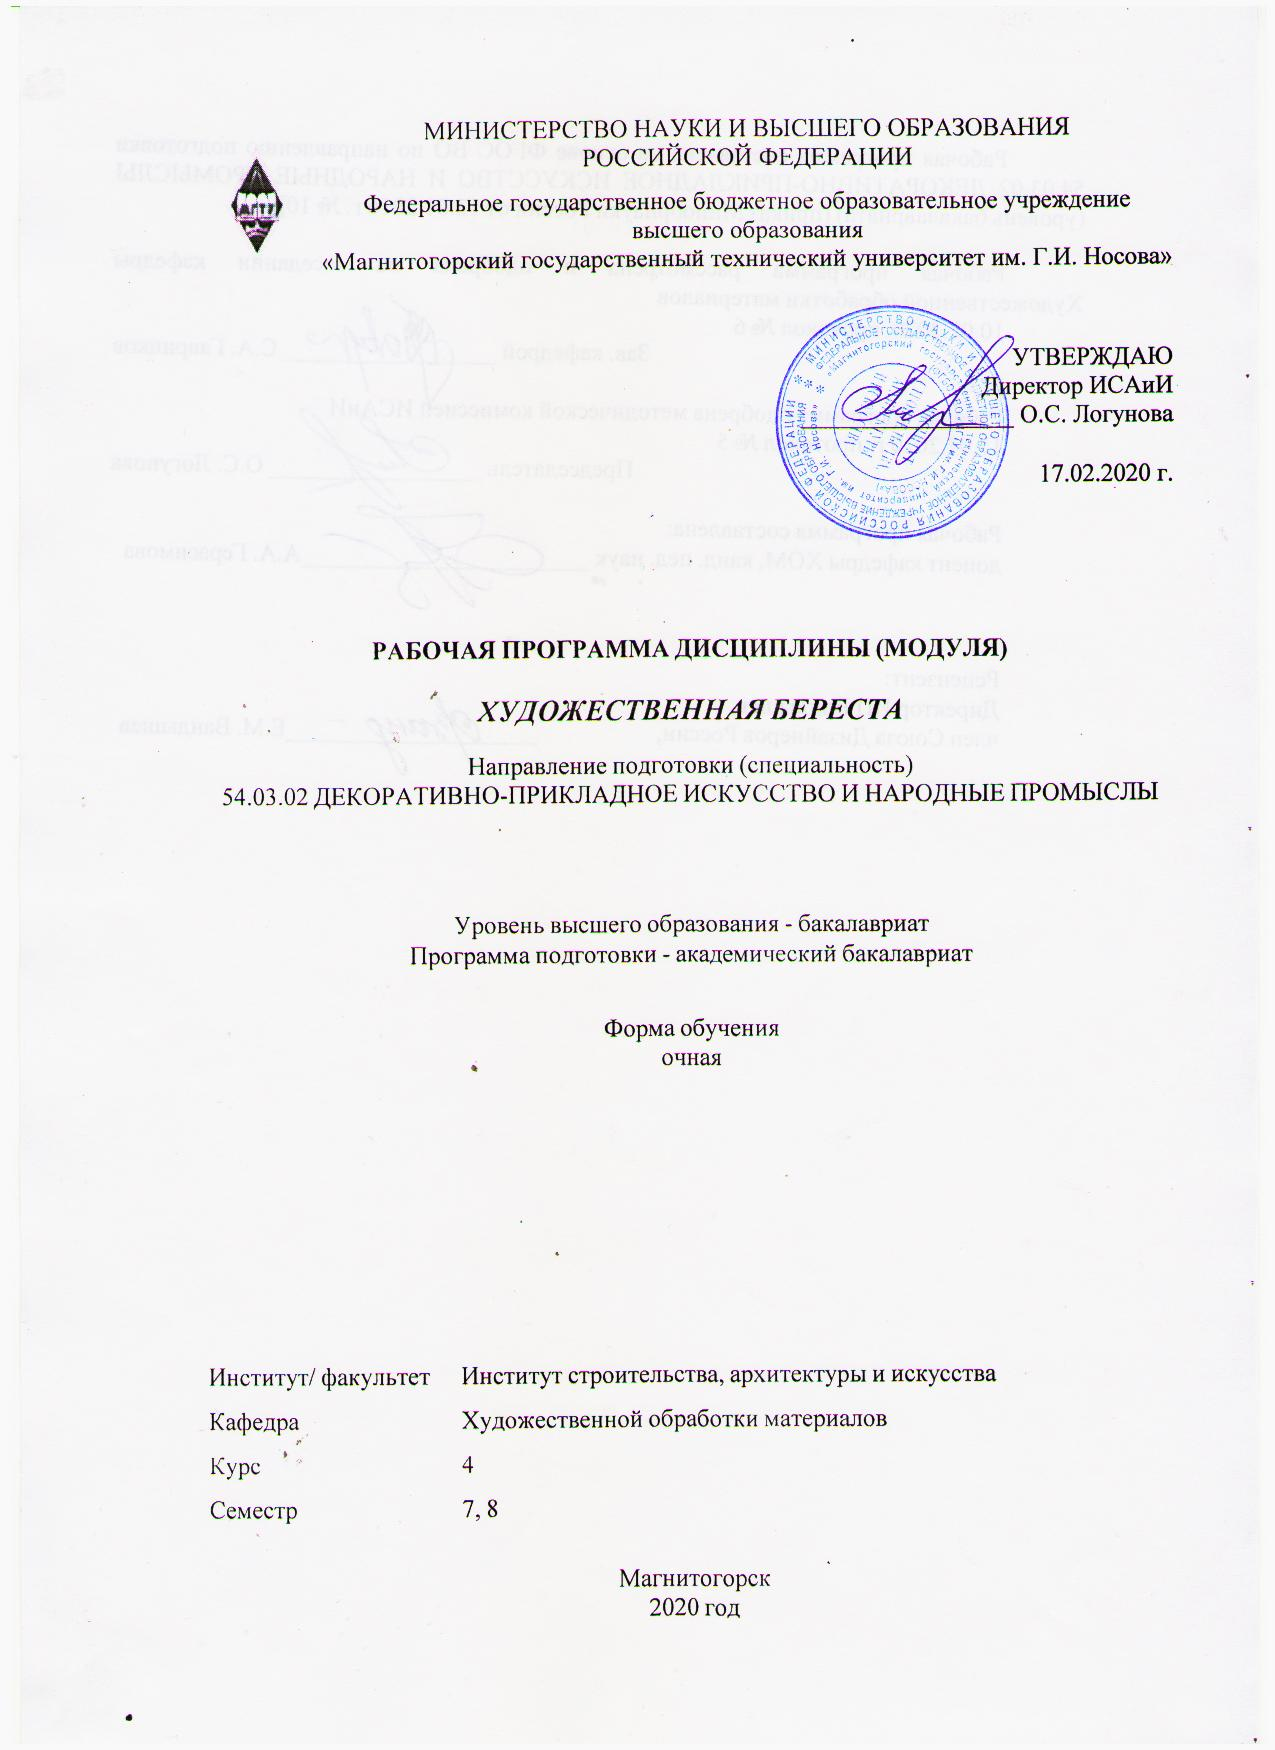 МИНИСТЕРСТВО НАУКИ И ВЫСШЕГО ОБРАЗОВАНИЯ
РОССИЙСКОЙ ФЕДЕРАЦИИ
МГТУ
Федеральное государственное бюджетное образовательное учреждение
высшего образования
«Магнитогорский государственный технический университет им. Г.И. Носова»
УТВЕРЖДАЮ
Директор ИСАиИ
О.С. Логунова
17.02.2020 г.
РАБОЧАЯ ПРОГРАММА ДИСЦИПЛИНЫ (МОДУЛЯ)
ХУДОЖЕСТВЕННАЯ БЕРЕСТА
Направление подготовки (специальность)
54.03.02 ДЕКОРАТИВНО-ПРИКЛАДНОЕ ИСКУССТВО И НАРОДНЫЕ ПРОМЫСЛЫ
Уровень высшего образования - бакалавриат
Программа подготовки - академический бакалавриат
Форма обучения
очная
Институт/ факультет Институт строительства, архитектуры и искусства
Кафедра Художественной обработки материалов
Курс 4
Семестр 7, 8
Магнитогорск
2020 год